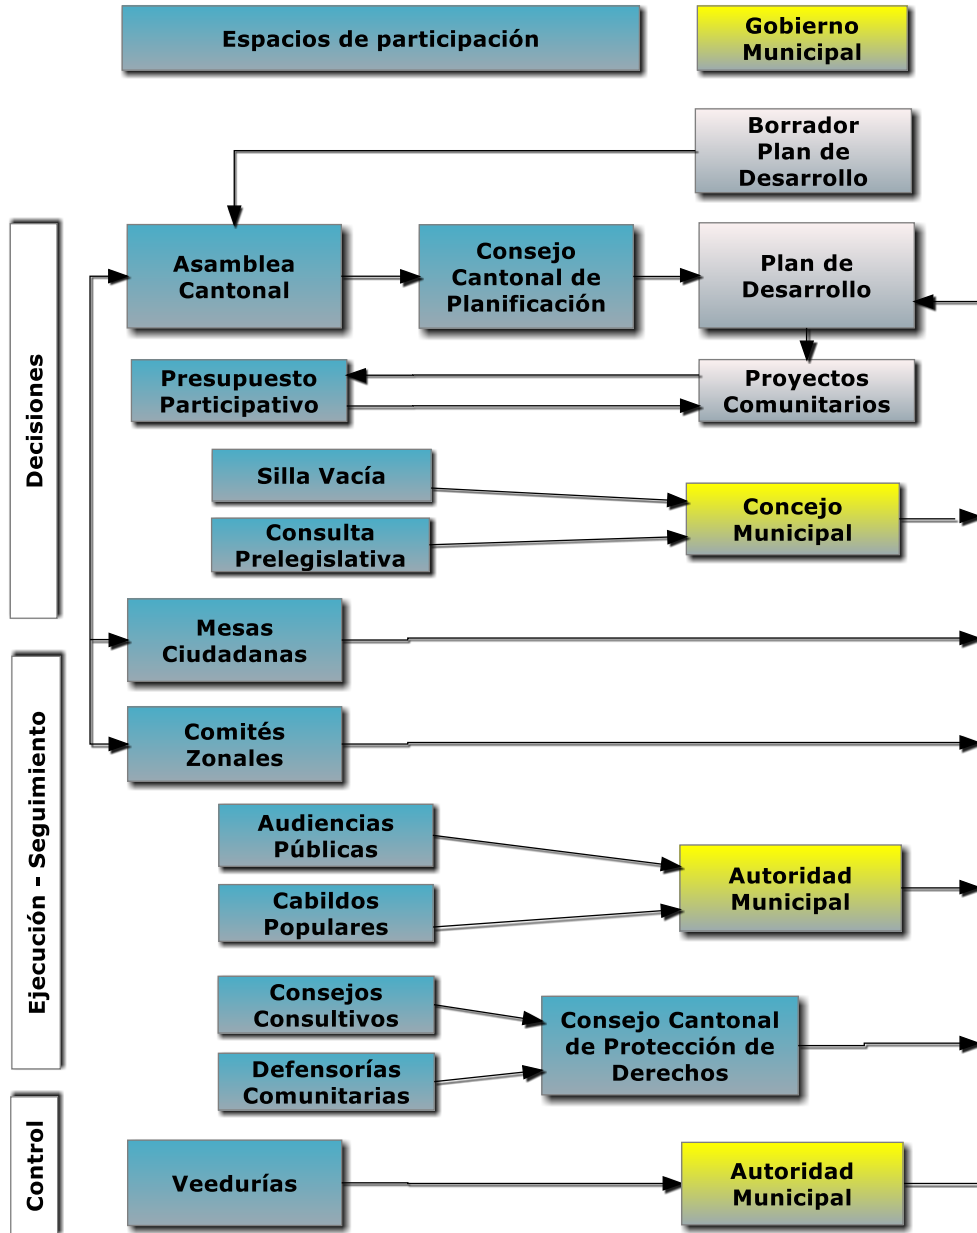 Espacios de participación
Gobierno
Municipal
Borrador
Plan de
Desarrollo
Decisiones
Asamblea
Cantonal
Consejo
Cantonal de
Planificación
Plan de
Desarrollo
Presupuesto
Participativo
Proyectos
Comunitarios
Silla Vacía
Consulta
Prelegislativa
Concejo
Municipal
Mesas
Ciudadanas
Ejecución - Seguimiento
Comités
Zonales
Audiencias
Públicas
Cabildos
Populares
Autoridad
Municipal
Consejos
Consultivos
Defensorías
Comunitarias
Consejo Cantonal
de Protección de
Derechos
Control
Veedurías
Autoridad
Municipal